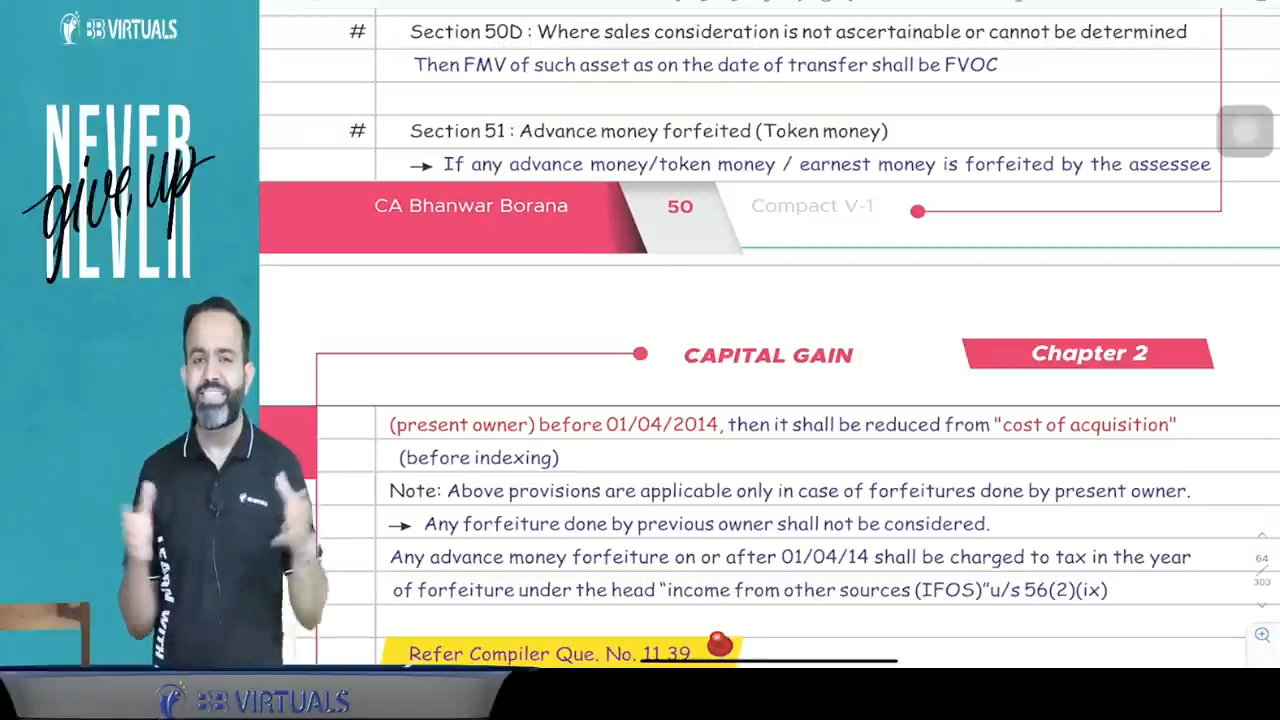 BB VIRTUALS
NEVER
give up
NEVER
# Section 50D : Where sales consideration is not ascertainable or cannot be determined
Then FMV of such asset as on the date of transfer shall be FVOC
# Section 51 : Advance money forfeited (Token money)
→ If any advance money/token money / earnest money is forfeited by the assessee
CA Bhanwar Borana 50 Compact V-1
CAPITAL GAIN Chapter 2
(present owner) before 01/04/2014, then it shall be reduced from "cost of acquisition"
(before indexing)
Note: Above provisions are applicable only in case of forfeitures done by present owner.
→ Any forfeiture done by previous owner shall not be considered.
Any advance money forfeiture on or after 01/04/14 shall be charged to tax in the year
of forfeiture under the head “income from other sources (IFOS)”u/s 56(2)(ix)
64
303
Refer Compiler Que. No. 11,39
LEARN WITH
BB VIRTUALS